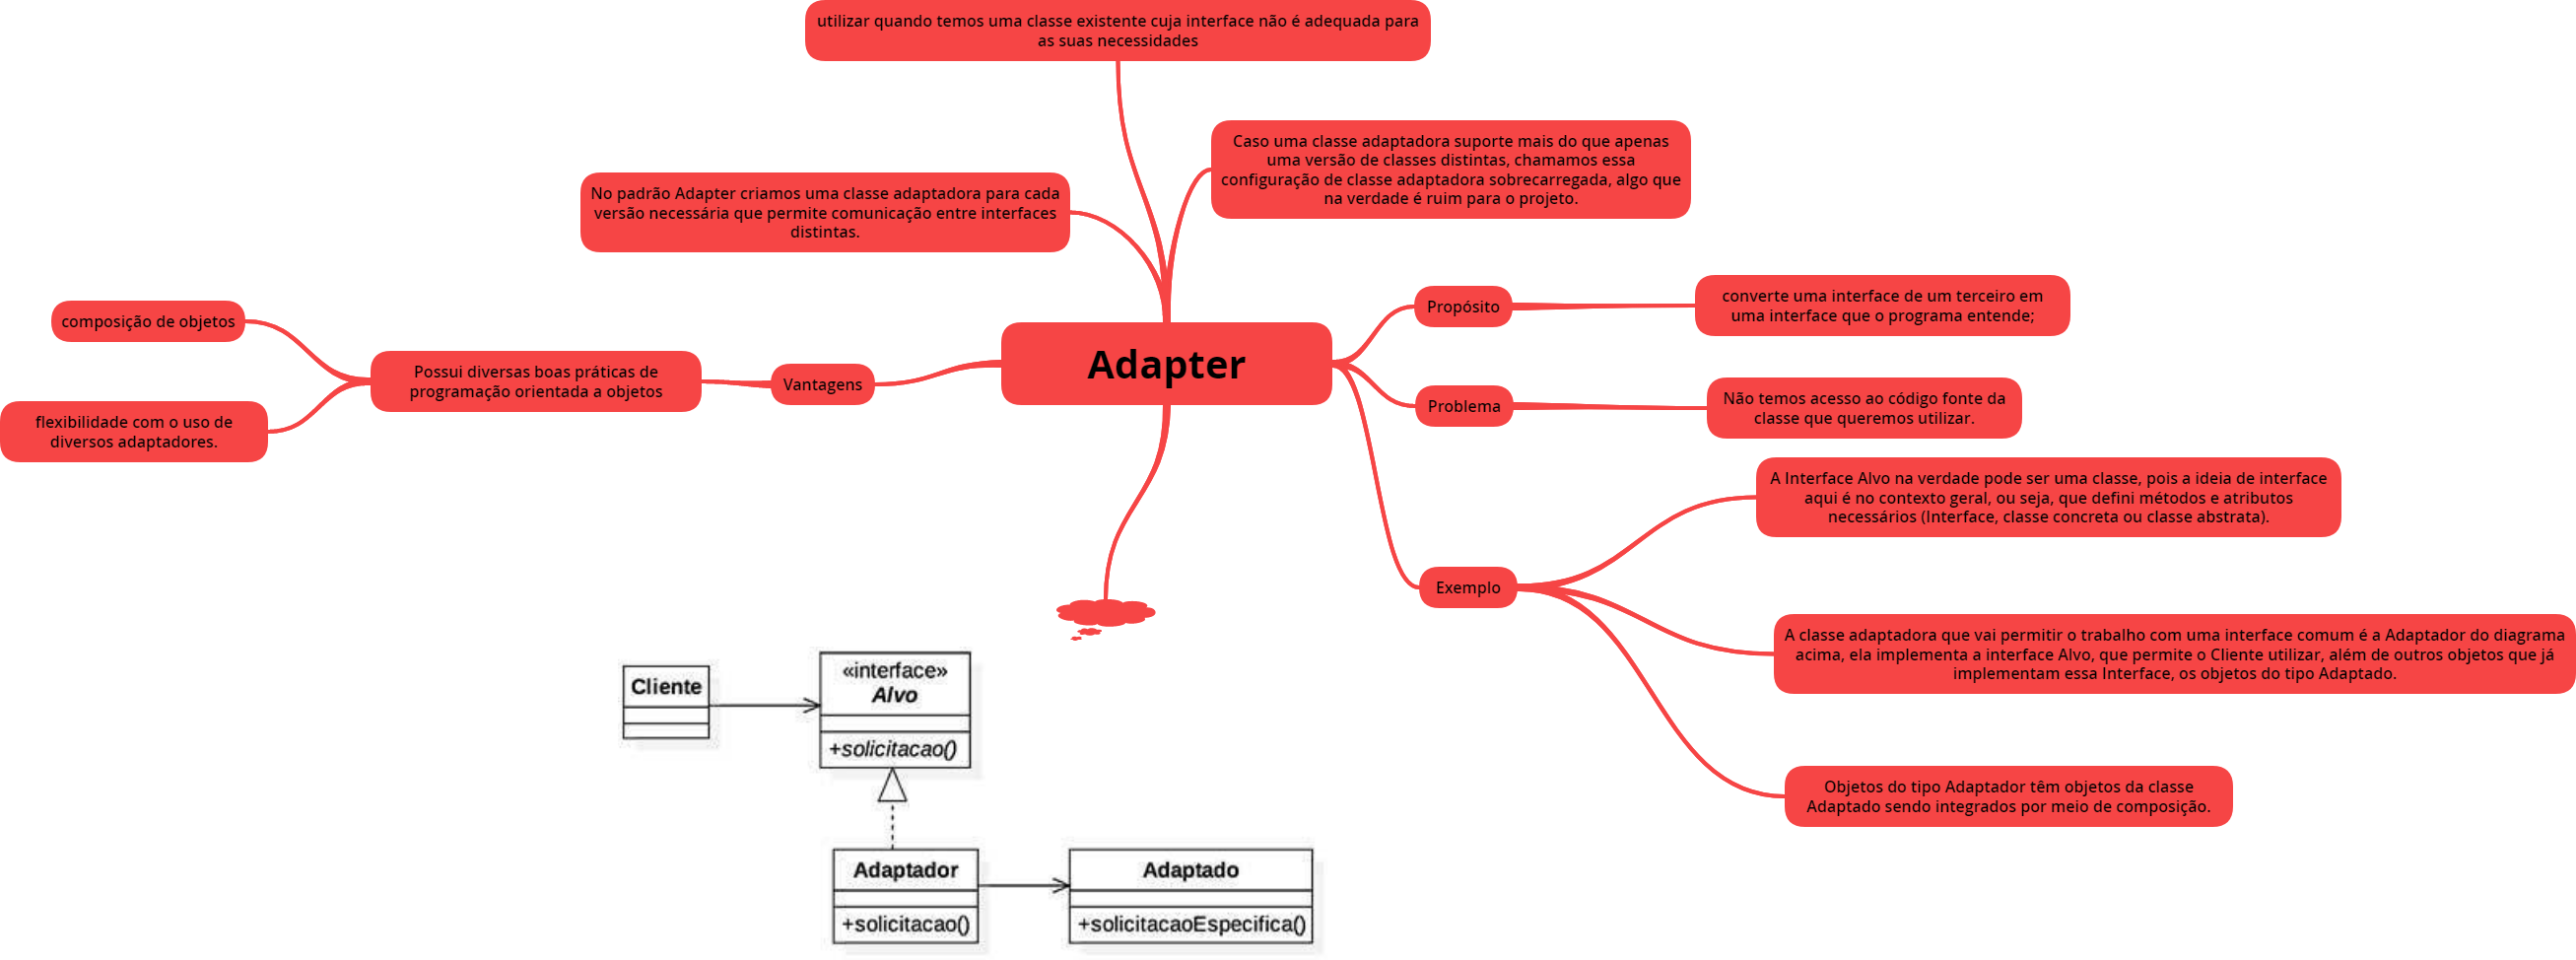 utilizar quando temos uma classe existente cuja interface não é adequada para
as suas necessidades
Caso uma classe adaptadora suporte mais do que apenas
uma versão de classes distintas, chamamos essa
configuração de classe adaptadora sobrecarregada, algo que
na verdade é ruim para o projeto.
No padrão Adapter criamos uma classe adaptadora para cada
versão necessária que permite comunicação entre interfaces
distintas.
Adapter
Vantagens
Possui diversas boas práticas de
programação orientada a objetos
composição de objetos
flexibilidade com o uso de
diversos adaptadores.
Propósito
converte uma interface de um terceiro em
uma interface que o programa entende;
Problema
Não temos acesso ao código fonte da
classe que queremos utilizar.
Exemplo
A Interface Alvo na verdade pode ser uma classe, pois a ideia de interface
aqui é no contexto geral, ou seja, que defini métodos e atributos
necessários (Interface, classe concreta ou classe abstrata).
A classe adaptadora que vai permitir o trabalho com uma interface comum é a Adaptador do diagrama
acima, ela implementa a interface Alvo, que permite o Cliente utilizar, além de outros objetos que já
implementam essa Interface, os objetos do tipo Adaptado.
Objetos do tipo Adaptador têm objetos da classe
Adaptado sendo integrados por meio de composição.
Cliente
«interface»
Alvo
+solicitacao()
Adaptador
+solicitacao()
Adaptado
+solicitacaoEspecifica()